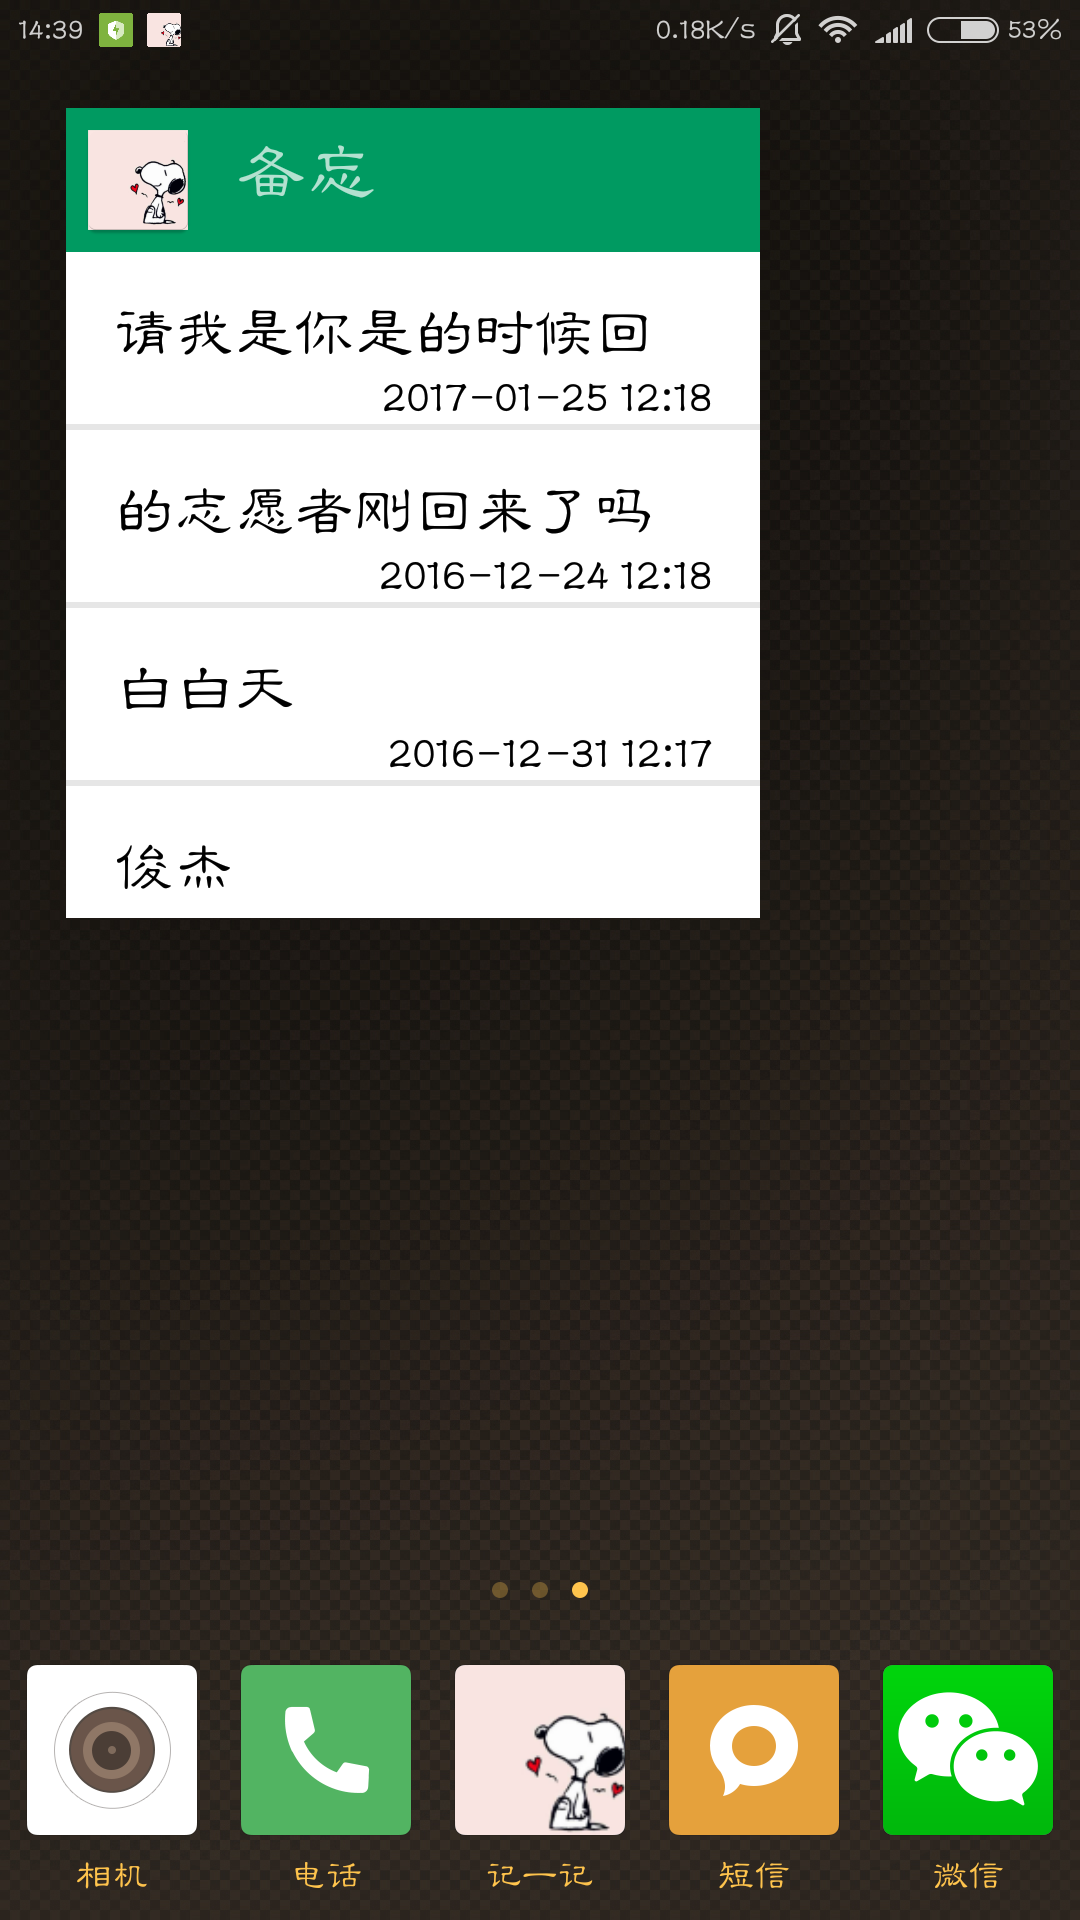 14:39 0.18K/s 53%
备忘
请我是你是的时候回
2017-01-25 12:18
的志愿者刚回来了吗
2016-12-24 12:18
白白天
2016-12-31 12:17
俊杰
相机 电话 记一记 短信 微信